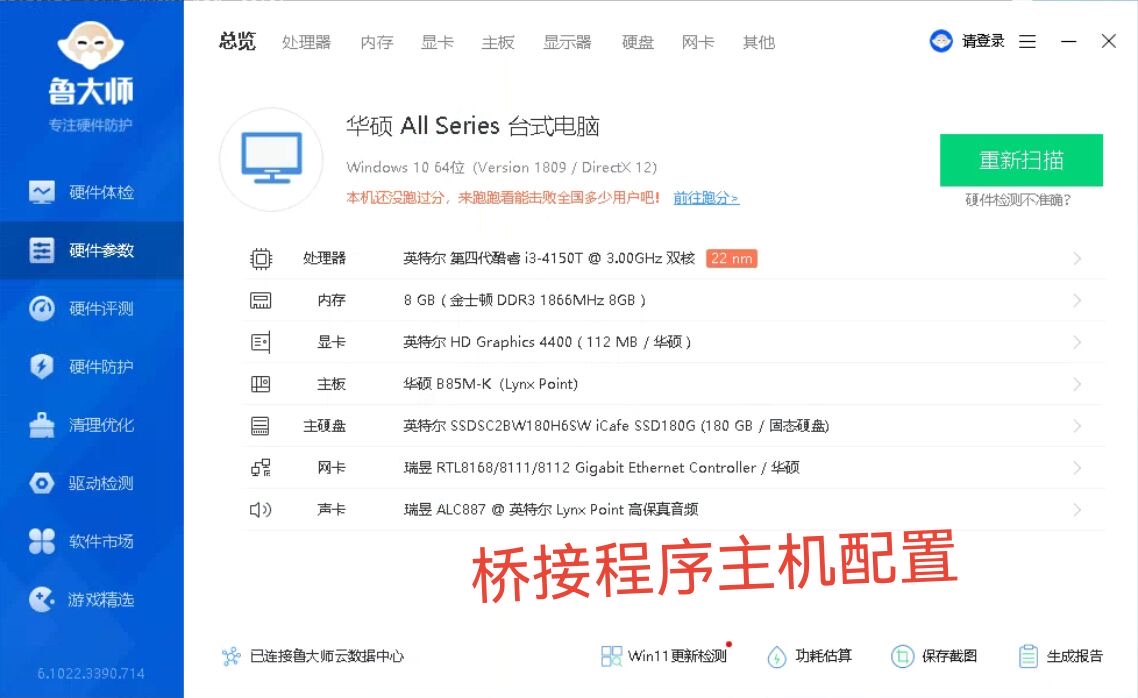 鲁大师
专注硬件防护
硬件体检
硬件参数
硬件评测
硬件防护
清理优化
驱动检测
软件市场
游戏精选
6.1022.3390.714
总览 处理器 内存 显卡 主板 显示器 硬盘 网卡 其他
请登录
华硕 All Series 台式电脑
Windows 10 64位 (Version 1809 / DirectX 12)
本机还没跑过分，来跑跑看能击败全国多少用户吧！ 前往跑分>
重新扫描
硬件检测不准确?
处理器 英特尔 第四代酷睿 i3-4150T @ 3.00GHz 双核 22 nm
内存 8 GB ( 金士顿 DDR3 1866MHz 8GB )
显卡 英特尔 HD Graphics 4400 ( 112 MB / 华硕 )
主板 华硕 B85M-K (Lynx Point)
主硬盘 英特尔 SSDSC2BW180H6SW iCafe SSD180G (180 GB / 固态硬盘)
网卡 瑞昱 RTL8168/8111/8112 Gigabit Ethernet Controller / 华硕
声卡 瑞昱 ALC887 @ 英特尔 Lynx Point 高保真音频
桥接程序主机配置
已连接鲁大师云数据中心 Win11更新检测 功耗估算 保存截图 生成报告